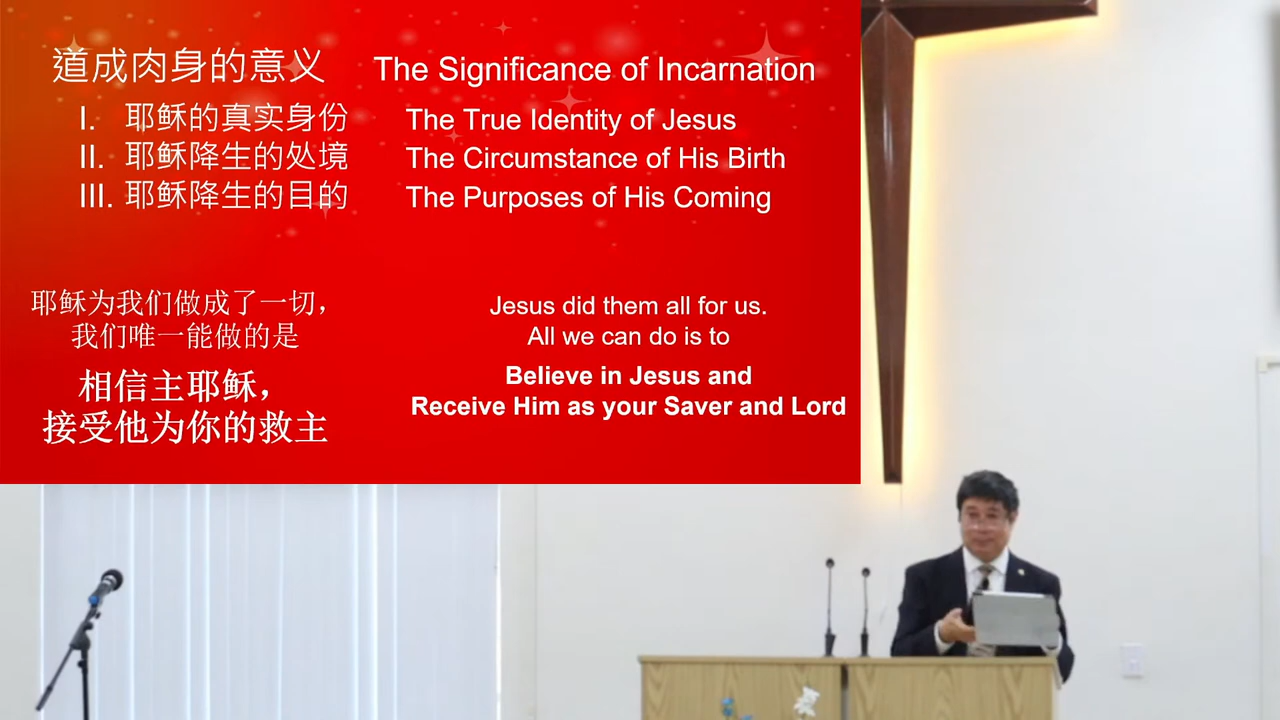 道成肉身的意义 The Significance of Incarnation
I. 耶稣的真实身份 The True Identity of Jesus
II. 耶稣降生的处境 The Circumstance of His Birth
III. 耶稣降生的目的 The Purposes of His Coming
耶稣为我们做成了一切，
我们唯一能做的是
相信主耶稣，
接受他为你的救主
Jesus did them all for us.
All we can do is to
Believe in Jesus and
Receive Him as your Saver and Lord